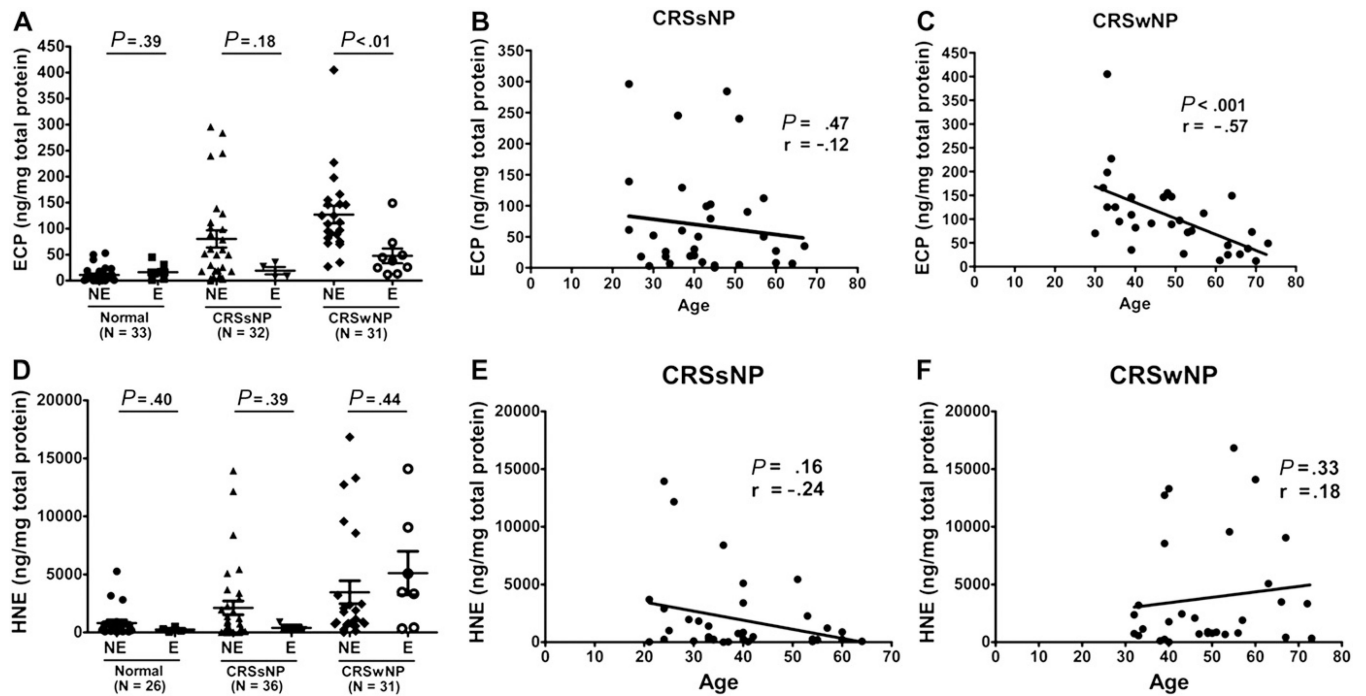 A
P = .39
P = .18
P < .01
ECP (ng/mg total protein)
450
400
350
300
250
200
150
100
50
0
NE E NE E NE E
Normal CRSsNP CRSwNP
(N = 33) (N = 32) (N = 31)
B
CRSsNP
ECP (ng/mg total protein)
350
300
250
200
150
100
50
0
P = .47
r = -.12
0 10 20 30 40 50 60 70 80
Age
C
CRSwNP
ECP (ng/mg total protein)
450
400
350
300
250
200
150
100
50
0
P < .001
r = -.57
0 10 20 30 40 50 60 70 80
Age
D
P = .40
P = .39
P = .44
HNE (ng/mg total protein)
20000
15000
10000
5000
0
NE E NE E NE E
Normal CRSsNP CRSwNP
(N = 26) (N = 36) (N = 31)
E
CRSsNP
HNE (ng/mg total protein)
20000
15000
10000
5000
0
P = .16
r = -.24
0 10 20 30 40 50 60 70
Age
F
CRSwNP
HNE (ng/mg total protein)
20000
15000
10000
5000
0
P = .33
r = .18
0 10 20 30 40 50 60 70 80
Age